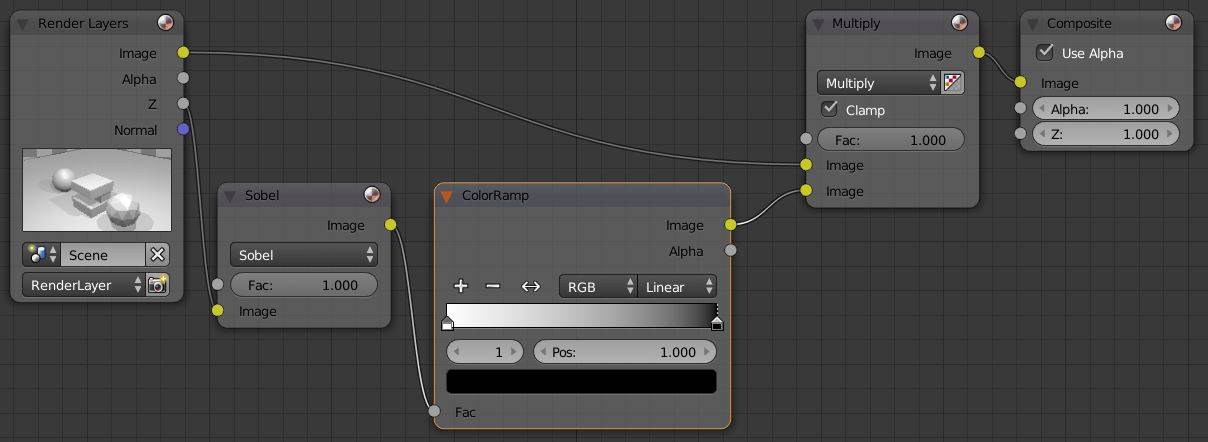 Render Layers
Image
Alpha
Z
Normal
Scene
RenderLayer
Sobel
Image
Sobel
Fac: 1.000
Image
ColorRamp
Image
Alpha
RGB Linear
1 Pos: 1.000
Fac
Multiply
Image
Multiply
Clamp
Fac: 1.000
Image
Image
Composite
Use Alpha
Image
Alpha: 1.000
Z: 1.000